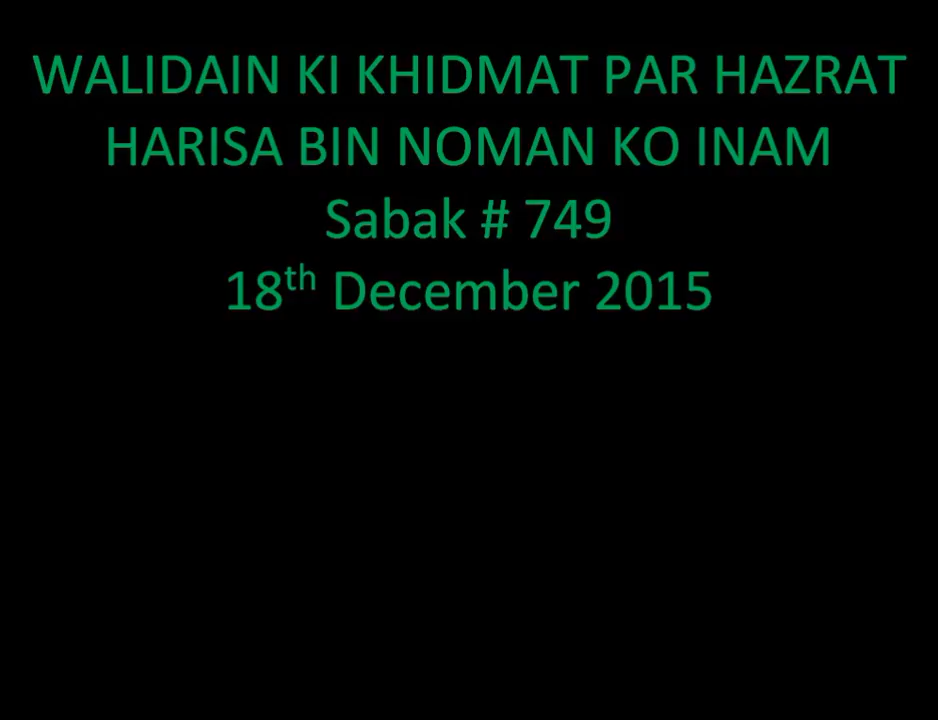 WALIDAIN KI KHIDMAT PAR HAZRAT
HARISA BIN NOMAN KO INAM
Sabak # 749
18th December 2015